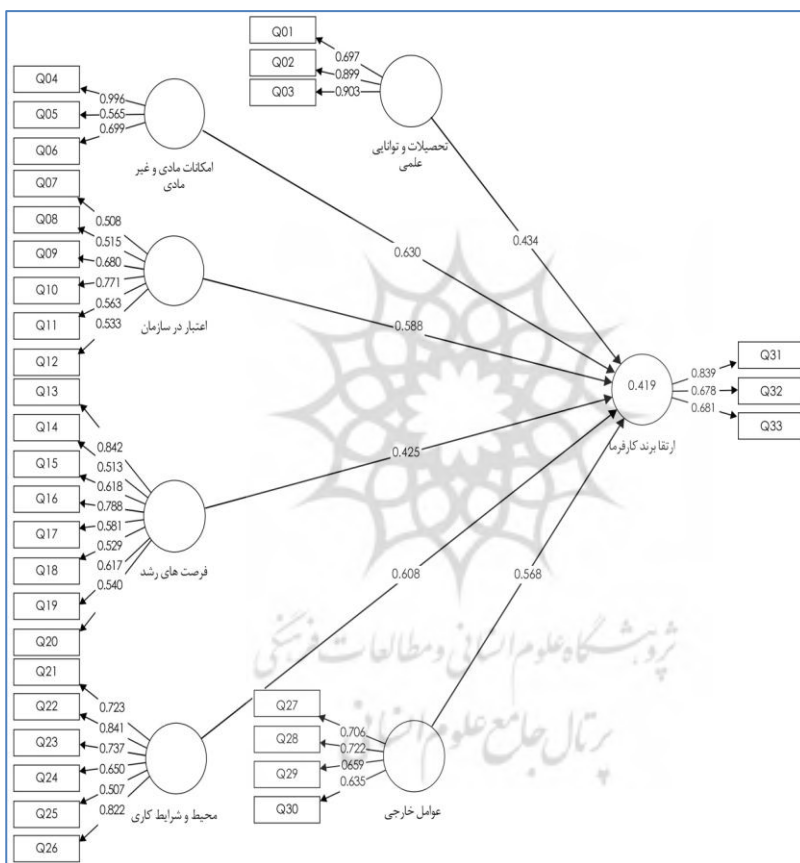 Q01
Q02
Q03
0.697
0.899
0.903
تحصیلات و توانایی
علمی
Q04
Q05
Q06
0.996
0.565
0.699
امکانات مادی و غیر
مادی
Q07
Q08
Q09
Q10
Q11
Q12
0.508
0.515
0.680
0.771
0.563
0.533
اعتبار در سازمان
Q13
Q14
Q15
Q16
Q17
Q18
Q19
Q20
0.842
0.513
0.618
0.788
0.581
0.529
0.617
0.540
فرصت های رشد
Q21
Q22
Q23
Q24
Q25
Q26
0.723
0.841
0.737
0.650
0.507
0.822
محیط و شرایط کاری
Q27
Q28
Q29
Q30
0.706
0.722
0.659
0.635
عوامل خارجی
0.434
0.630
0.588
0.425
0.608
0.568
0.419
ارتقا برند کارفرما
0.839
0.678
0.681
Q31
Q32
Q33
پژوهشگاه علوم انسانی و مطالعات فرهنگی
پرتال جامع علوم انسانی